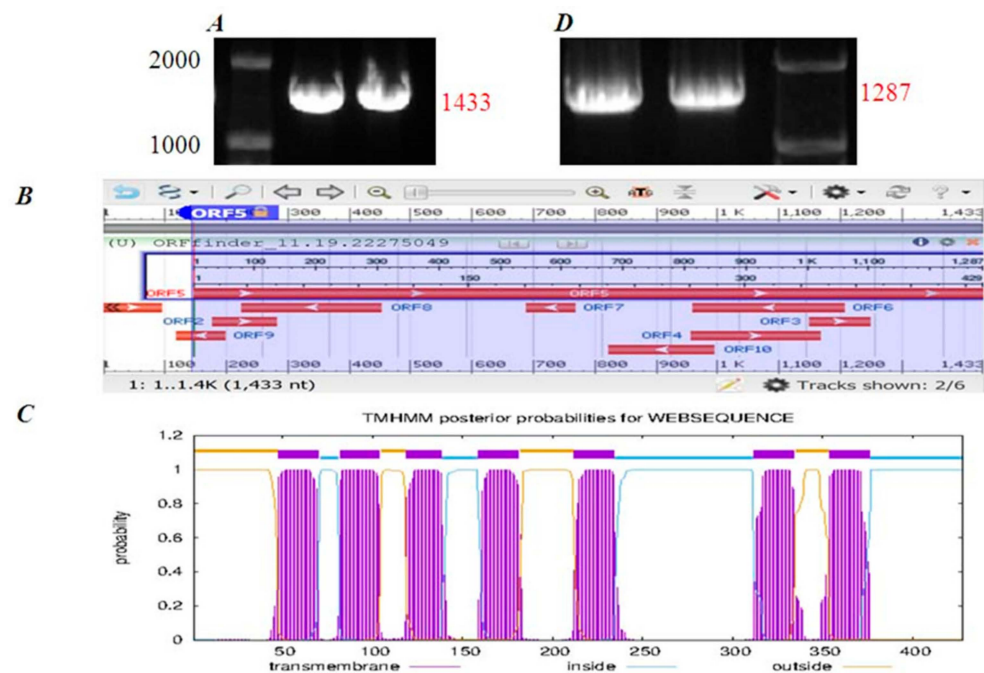 A
D
2000
1433
1000
1287
B
ORF5
300 400 500 600 700 800 900 1 K 1,100 1,200 1,433
(U) ORFfinder_11.19.22275049
1 100 200 300 400 500 600 700 800 900 1K 1,100 1,287
1 150 300 429
ORF5 ORF5
ORF8 ORF7 ORF6
ORF2 ORF4 ORF3
ORF9 ORF10
100 200 300 400 500 600 700 800 900 1 K 1,100 1,200 1,433
1: 1..1.4K (1,433 nt)
Tracks shown: 2/6
C
TMHMM posterior probabilities for WEBSEQUENCE
1.2
1
0.8
0.6
0.4
0.2
0
probability
50 100 150 200 250 300 350 400
transmembrane inside outside